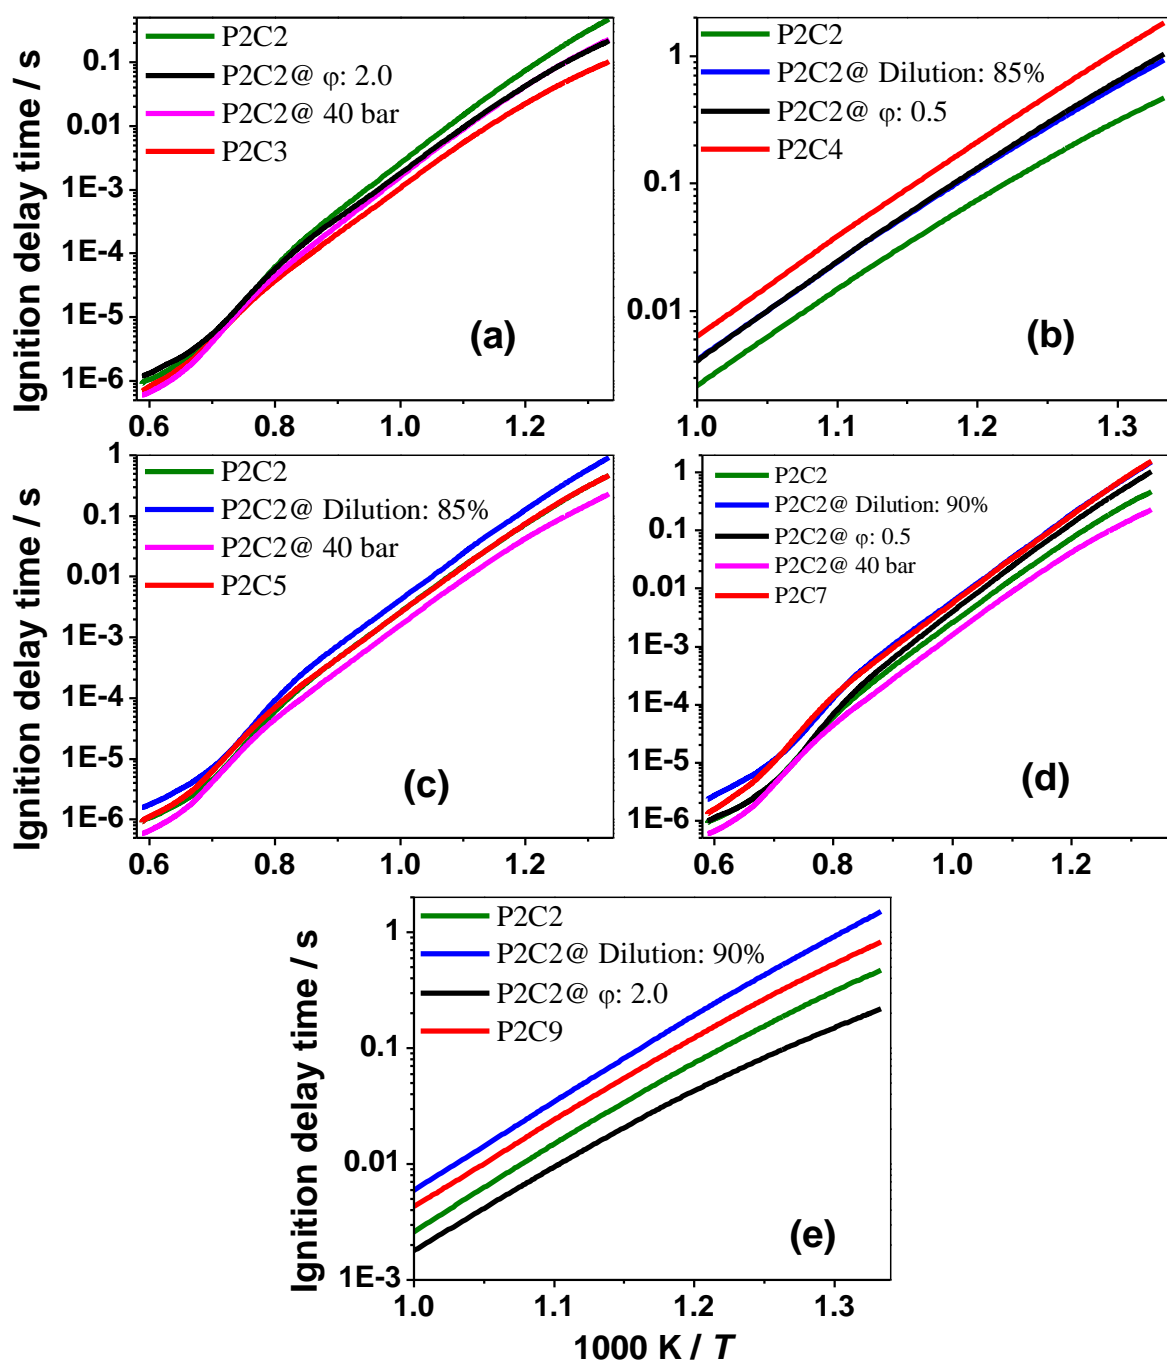 Ignition delay time / s
P2C2
P2C2@ φ: 2.0
P2C2@ 40 bar
P2C3
(a)
0.1
0.01
1E-3
1E-4
1E-5
1E-6
0.6 0.8 1.0 1.2
P2C2
P2C2@ Dilution: 85%
P2C2@ φ: 0.5
P2C4
(b)
1
0.1
0.01
1.0 1.1 1.2 1.3
Ignition delay time / s
P2C2
P2C2@ Dilution: 85%
P2C2@ 40 bar
P2C5
(c)
1
0.1
0.01
1E-3
1E-4
1E-5
1E-6
0.6 0.8 1.0 1.2
P2C2
P2C2@ Dilution: 90%
P2C2@ φ: 0.5
P2C2@ 40 bar
P2C7
(d)
1
0.1
0.01
1E-3
1E-4
1E-5
1E-6
0.6 0.8 1.0 1.2
Ignition delay time / s
P2C2
P2C2@ Dilution: 90%
P2C2@ φ: 2.0
P2C9
(e)
1
0.1
0.01
1E-3
1.0 1.1 1.2 1.3
1000 K / T